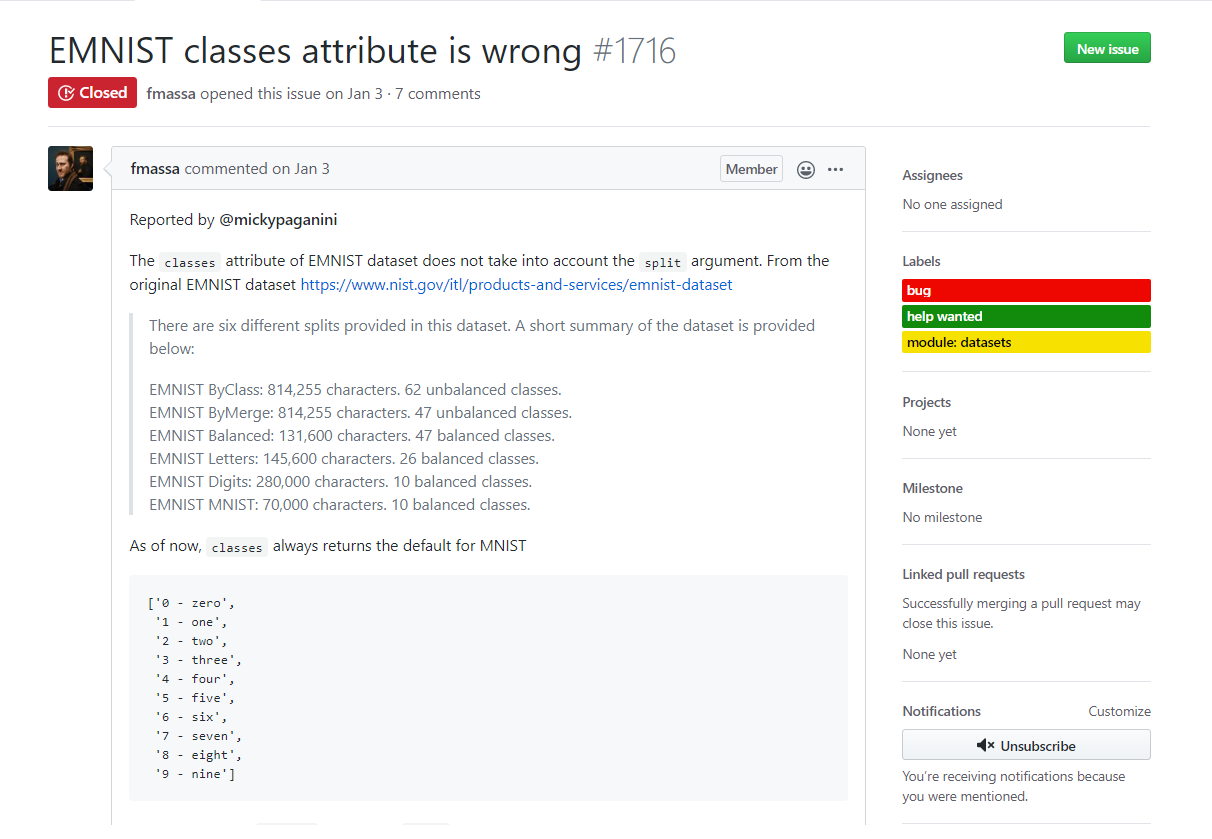 EMNIST classes attribute is wrong #1716
New issue
Closed fmassa opened this issue on Jan 3 · 7 comments
fmassa commented on Jan 3
Member
Reported by @mickypaganini
The classes attribute of EMNIST dataset does not take into account the split argument. From the
original EMNIST dataset https://www.nist.gov/itl/products-and-services/emnist-dataset
There are six different splits provided in this dataset. A short summary of the dataset is provided
below:
EMNIST ByClass: 814,255 characters. 62 unbalanced classes.
EMNIST ByMerge: 814,255 characters. 47 unbalanced classes.
EMNIST Balanced: 131,600 characters. 47 balanced classes.
EMNIST Letters: 145,600 characters. 26 balanced classes.
EMNIST Digits: 280,000 characters. 10 balanced classes.
EMNIST MNIST: 70,000 characters. 10 balanced classes.
As of now, classes always returns the default for MNIST
['0 - zero',
'1 - one',
'2 - two',
'3 - three',
'4 - four',
'5 - five',
'6 - six',
'7 - seven',
'8 - eight',
'9 - nine']
Assignees
No one assigned
Labels
bug
help wanted
module: datasets
Projects
None yet
Milestone
No milestone
Linked pull requests
Successfully merging a pull request may
close this issue.
None yet
Notifications
Customize
Unsubscribe
You're receiving notifications because
you were mentioned.